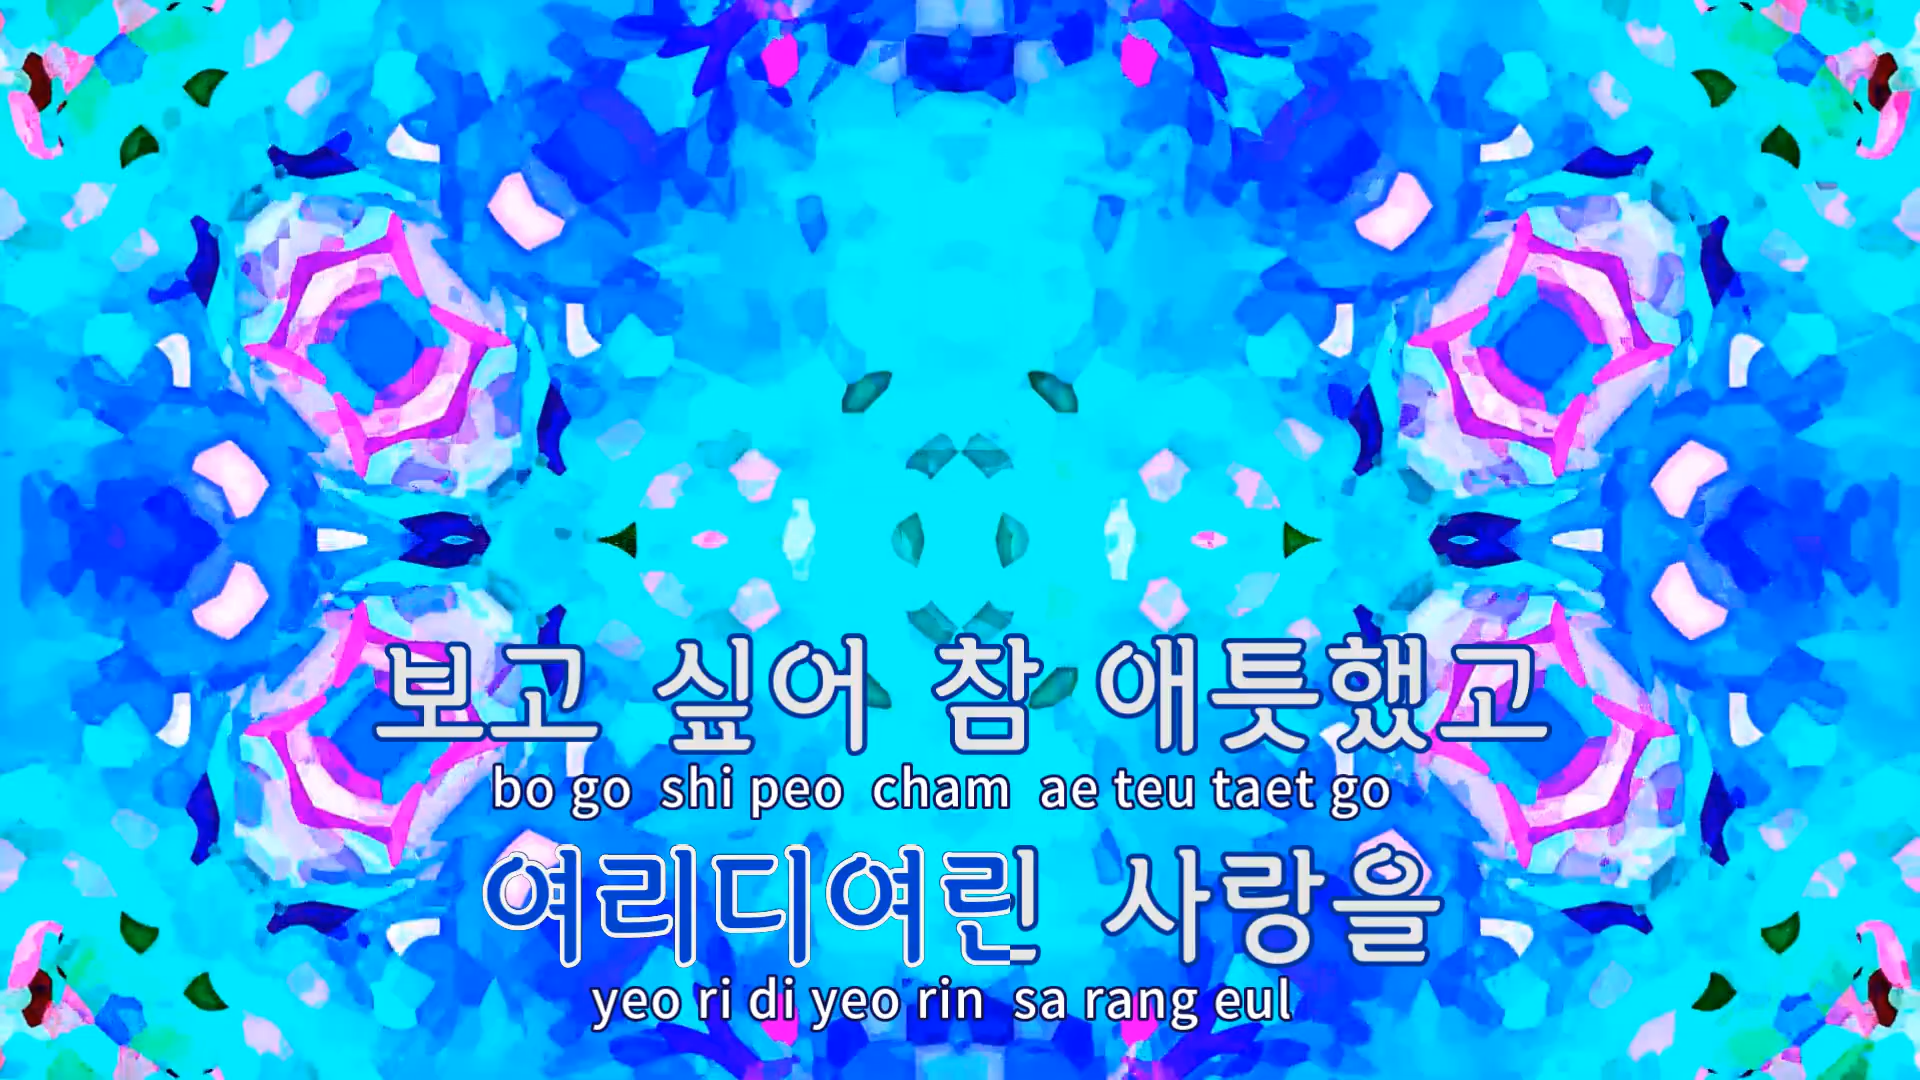 보고 싶어 참 애틋했고
bo go shi peo cham ae teu taet go
여리디여린 사랑을
yeo ri di yeo rin sa rang eul